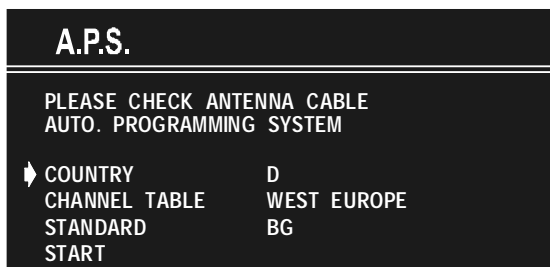 A.P.S.
PLEASE CHECK ANTENNA CABLE
AUTO. PROGRAMMING SYSTEM
COUNTRY D
CHANNEL TABLE WEST EUROPE
STANDARD BG
START